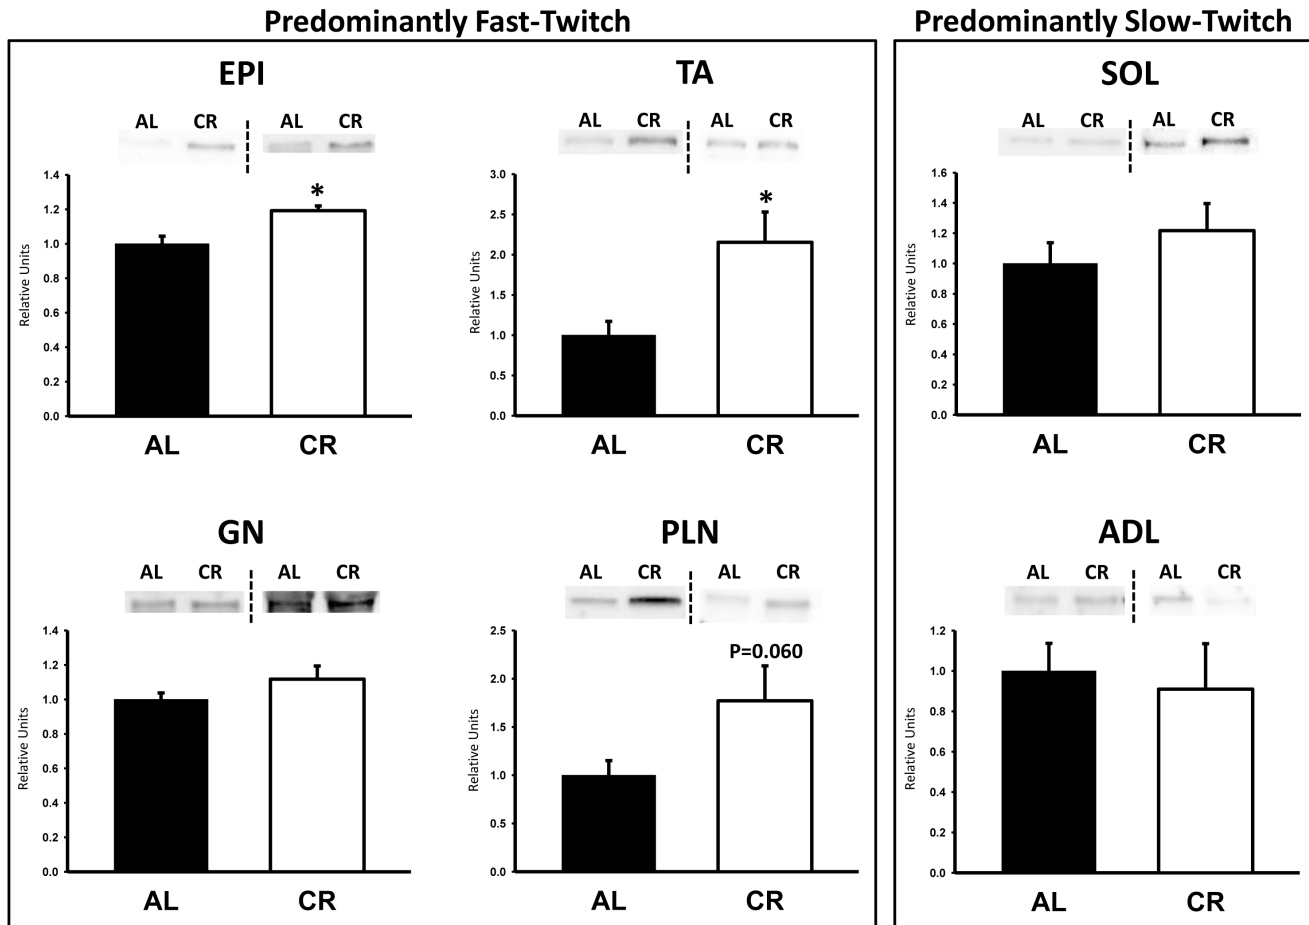 Predominantly Fast-Twitch
EPI
AL CR AL CR
Relative Units
1.4
1.2
1.0
0.8
0.6
0.4
0.2
0.0
*
AL CR
TA
AL CR AL CR
Relative Units
3.0
2.5
2.0
1.5
1.0
0.5
0.0
*
AL CR
GN
AL CR AL CR
Relative Units
1.4
1.2
1.0
0.8
0.6
0.4
0.2
0.0
AL CR
PLN
AL CR AL CR
Relative Units
2.5
2.0
1.5
1.0
0.5
0.0
P=0.060
AL CR
Predominantly Slow-Twitch
SOL
AL CR AL CR
Relative Units
1.6
1.4
1.2
1.0
0.8
0.6
0.4
0.2
0.0
AL CR
ADL
AL CR AL CR
Relative Units
1.2
1.0
0.8
0.6
0.4
0.2
0.0
AL CR